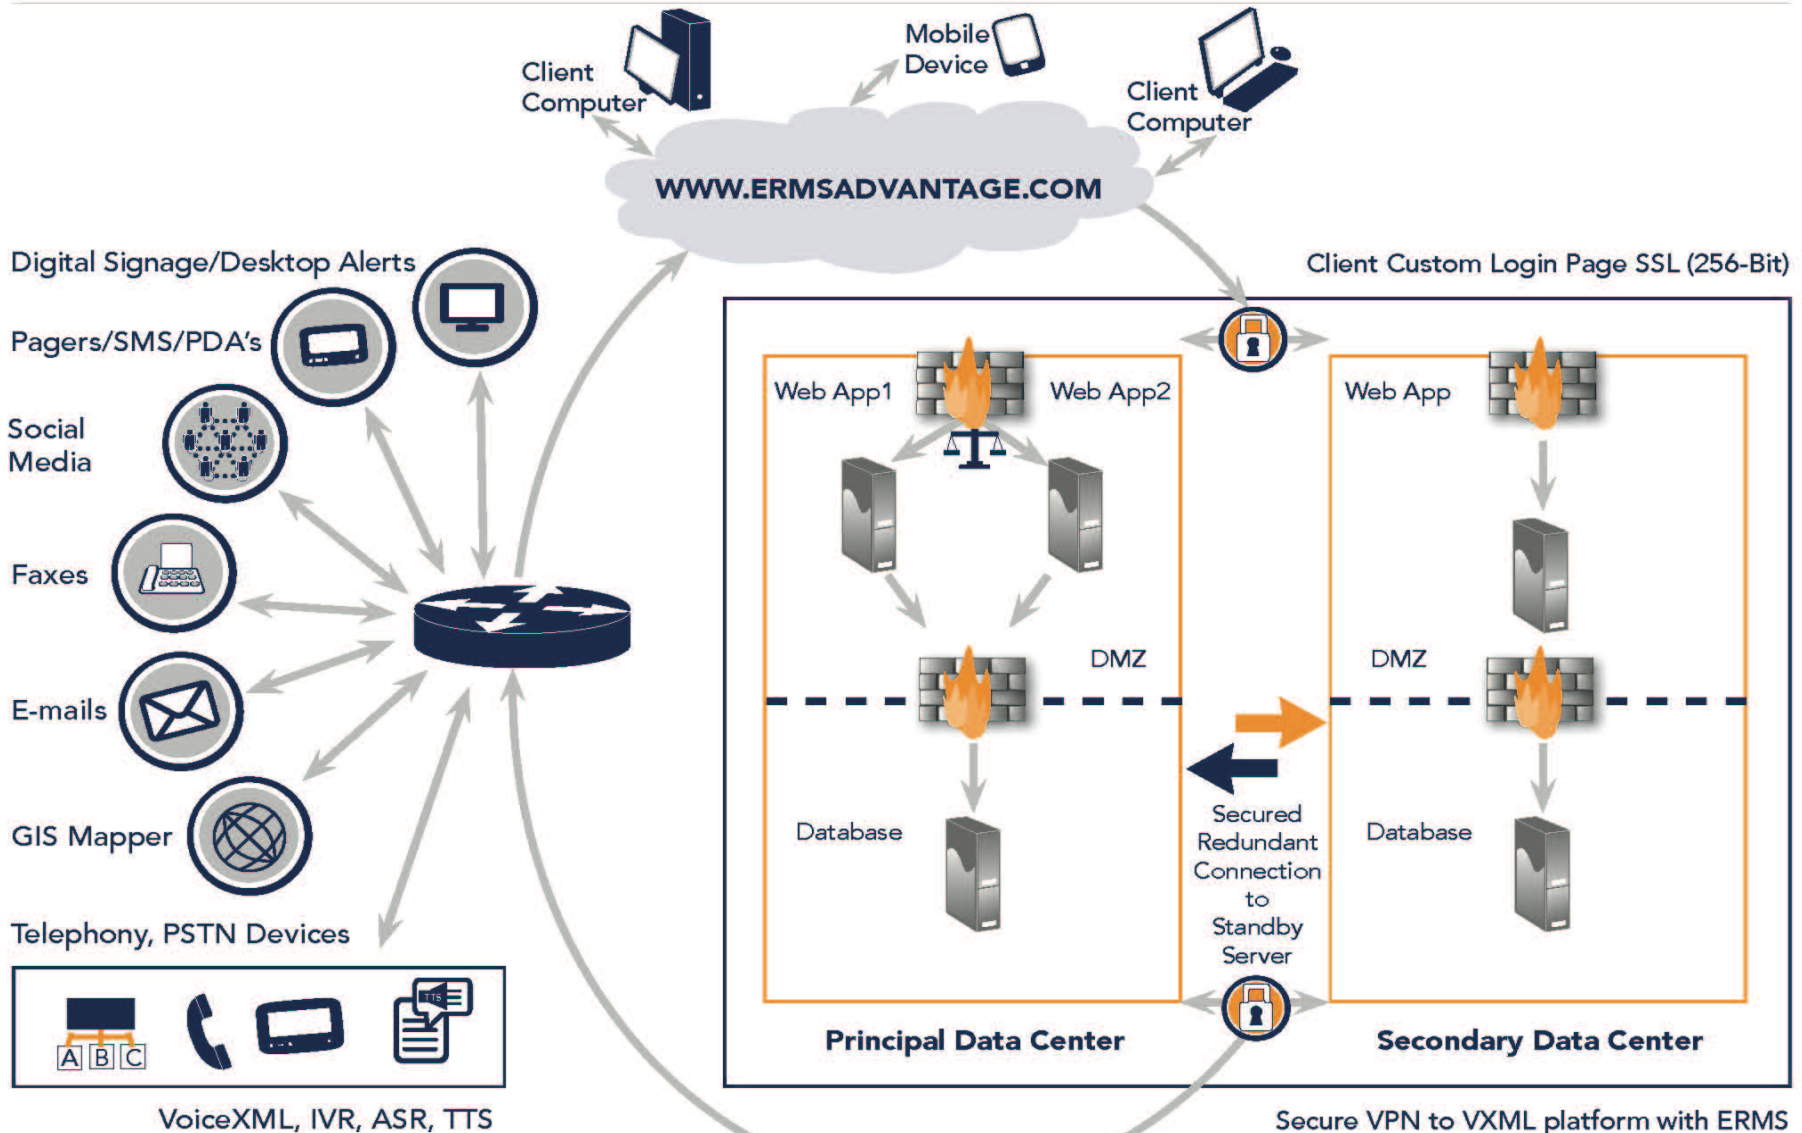 Client
Computer
Mobile
Device
Client
Computer
WWW.ERMSADVANTAGE.COM
Digital Signage/Desktop Alerts
Client Custom Login Page SSL (256-Bit)
Pagers/SMS/PDA's
Social
Media
Faxes
E-mails
GIS Mapper
Telephony, PSTN Devices
TTS
A B C
VoiceXML, IVR, ASR, TTS
Web App1
Web App2
DMZ
Database
Principal Data Center
Secured
Redundant
Connection
to
Standby
Server
Web App
DMZ
Database
Secondary Data Center
Secure VPN to VXML platform with ERMS